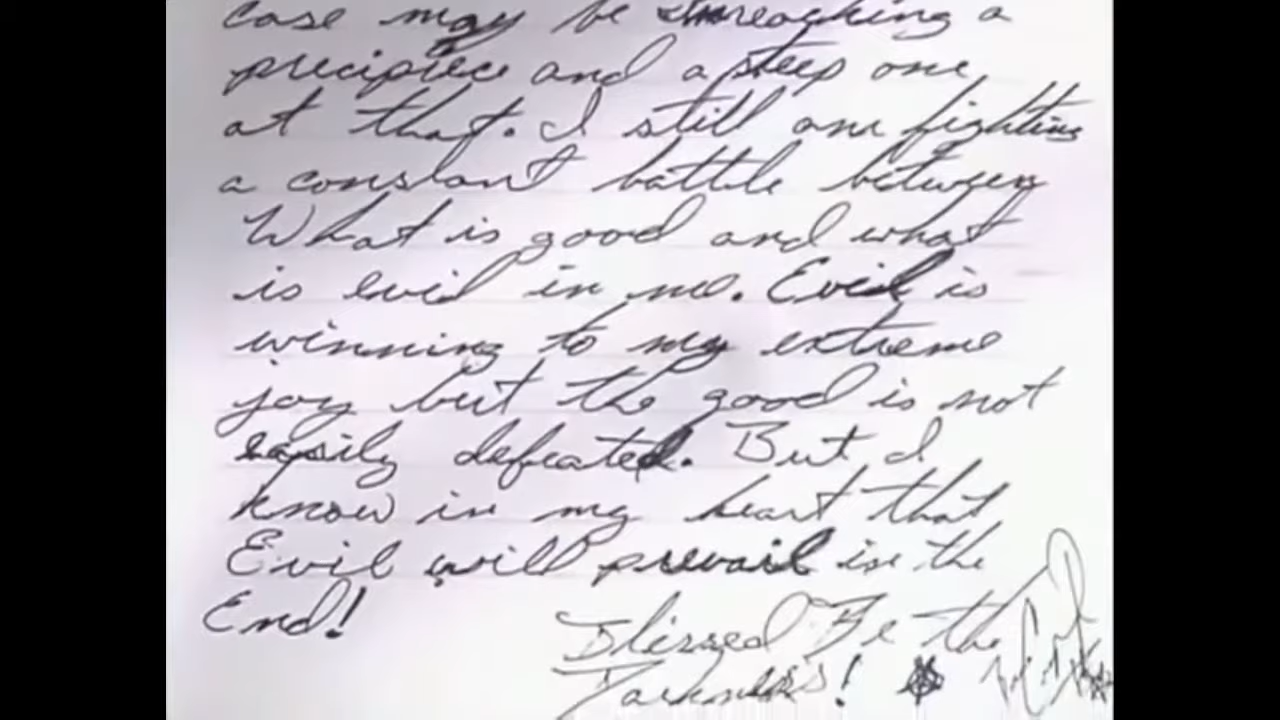 case may be reaching a
precipiece and a steep one
at that. I still am fighting
a constant battle between
What is good and what
is evil in me. Evil is
winning to my extreme
joy but the good is not
easily defeated. But I
know in my heart that
Evil will prevail in the
End!
Blessed Be the
Darkness!